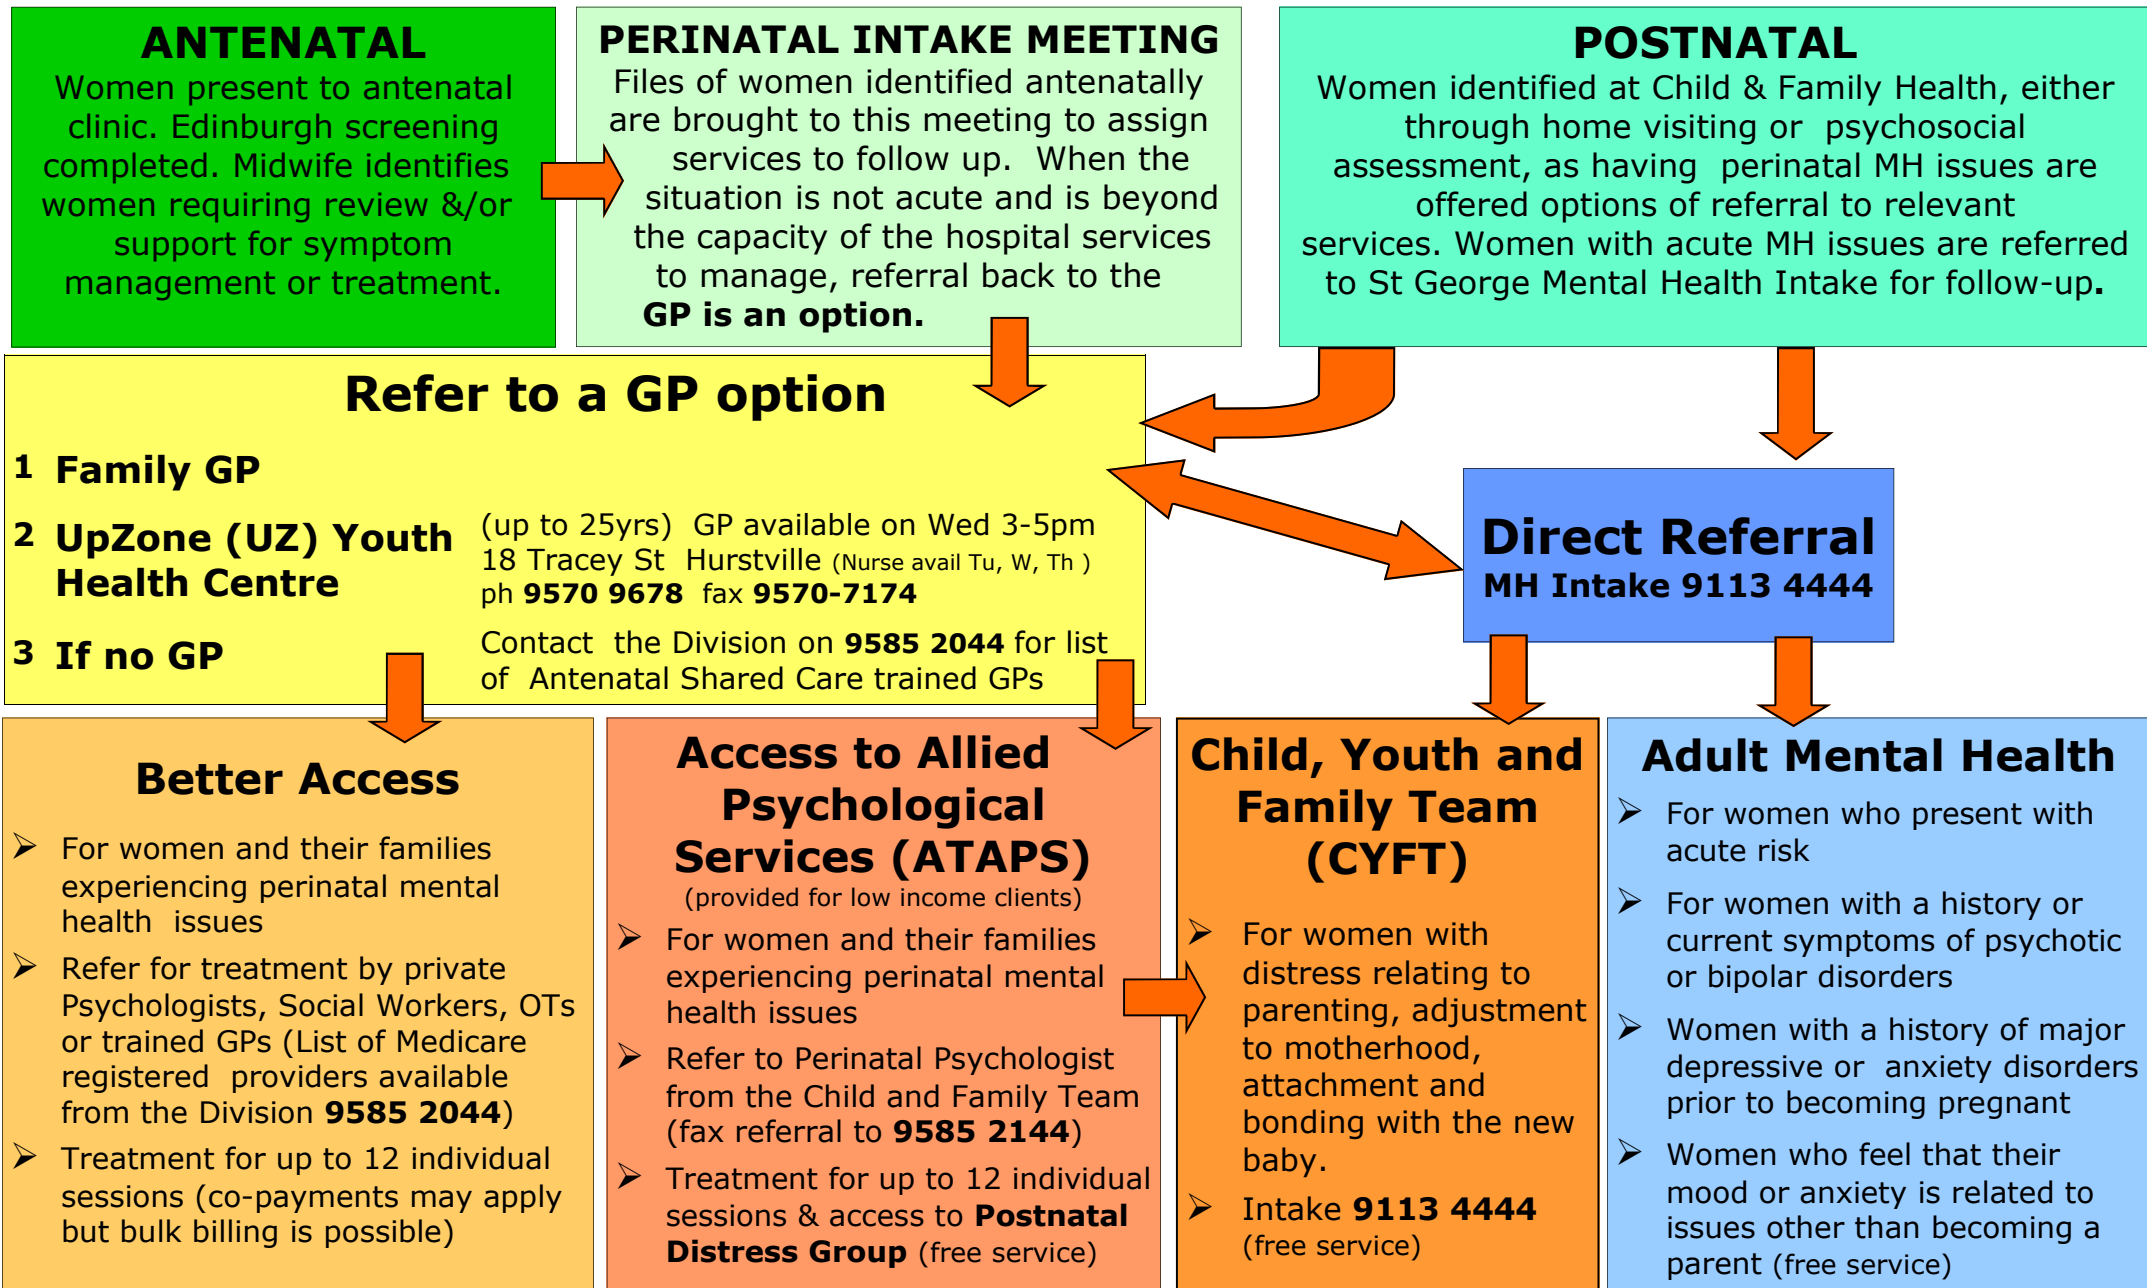 ANTENATAL
Women present to antenatal
clinic. Edinburgh screening
completed. Midwife identifies
women requiring review &/or
support for symptom
management or treatment.
PERINATAL INTAKE MEETING
Files of women identified antenatally
are brought to this meeting to assign
services to follow up. When the
situation is not acute and is beyond
the capacity of the hospital services
to manage, referral back to the
GP is an option.
POSTNATAL
Women identified at Child & Family Health, either
through home visiting or psychosocial
assessment, as having perinatal MH issues are
offered options of referral to relevant
services. Women with acute MH issues are referred
to St George Mental Health Intake for follow-up.
Refer to a GP option
1 Family GP
2 UpZone (UZ) Youth
Health Centre
(up to 25yrs) GP available on Wed 3-5pm
18 Tracey St Hurstville (Nurse avail Tu, W, Th )
ph 9570 9678 fax 9570-7174
3 If no GP
Contact the Division on 9585 2044 for list
of Antenatal Shared Care trained GPs
Direct Referral
MH Intake 9113 4444
Better Access
➢ For women and their families
experiencing perinatal mental
health issues
➢ Refer for treatment by private
Psychologists, Social Workers, OTs
or trained GPs (List of Medicare
registered providers available
from the Division 9585 2044)
➢ Treatment for up to 12 individual
sessions (co-payments may apply
but bulk billing is possible)
Access to Allied
Psychological
Services (ATAPS)
(provided for low income clients)
➢ For women and their families
experiencing perinatal mental
health issues
➢ Refer to Perinatal Psychologist
from the Child and Family Team
(fax referral to 9585 2144)
➢ Treatment for up to 12 individual
sessions & access to Postnatal
Distress Group (free service)
Child, Youth and
Family Team
(CYFT)
➢ For women with
distress relating to
parenting, adjustment
to motherhood,
attachment and
bonding with the new
baby.
➢ Intake 9113 4444
(free service)
Adult Mental Health
➢ For women who present with
acute risk
➢ For women with a history or
current symptoms of psychotic
or bipolar disorders
➢ Women with a history of major
depressive or anxiety disorders
prior to becoming pregnant
➢ Women who feel that their
mood or anxiety is related to
issues other than becoming a
parent (free service)